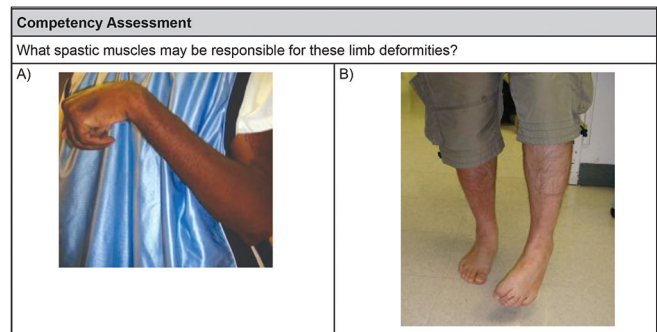 Competency Assessment
What spastic muscles may be responsible for these limb deformities?
A)
B)